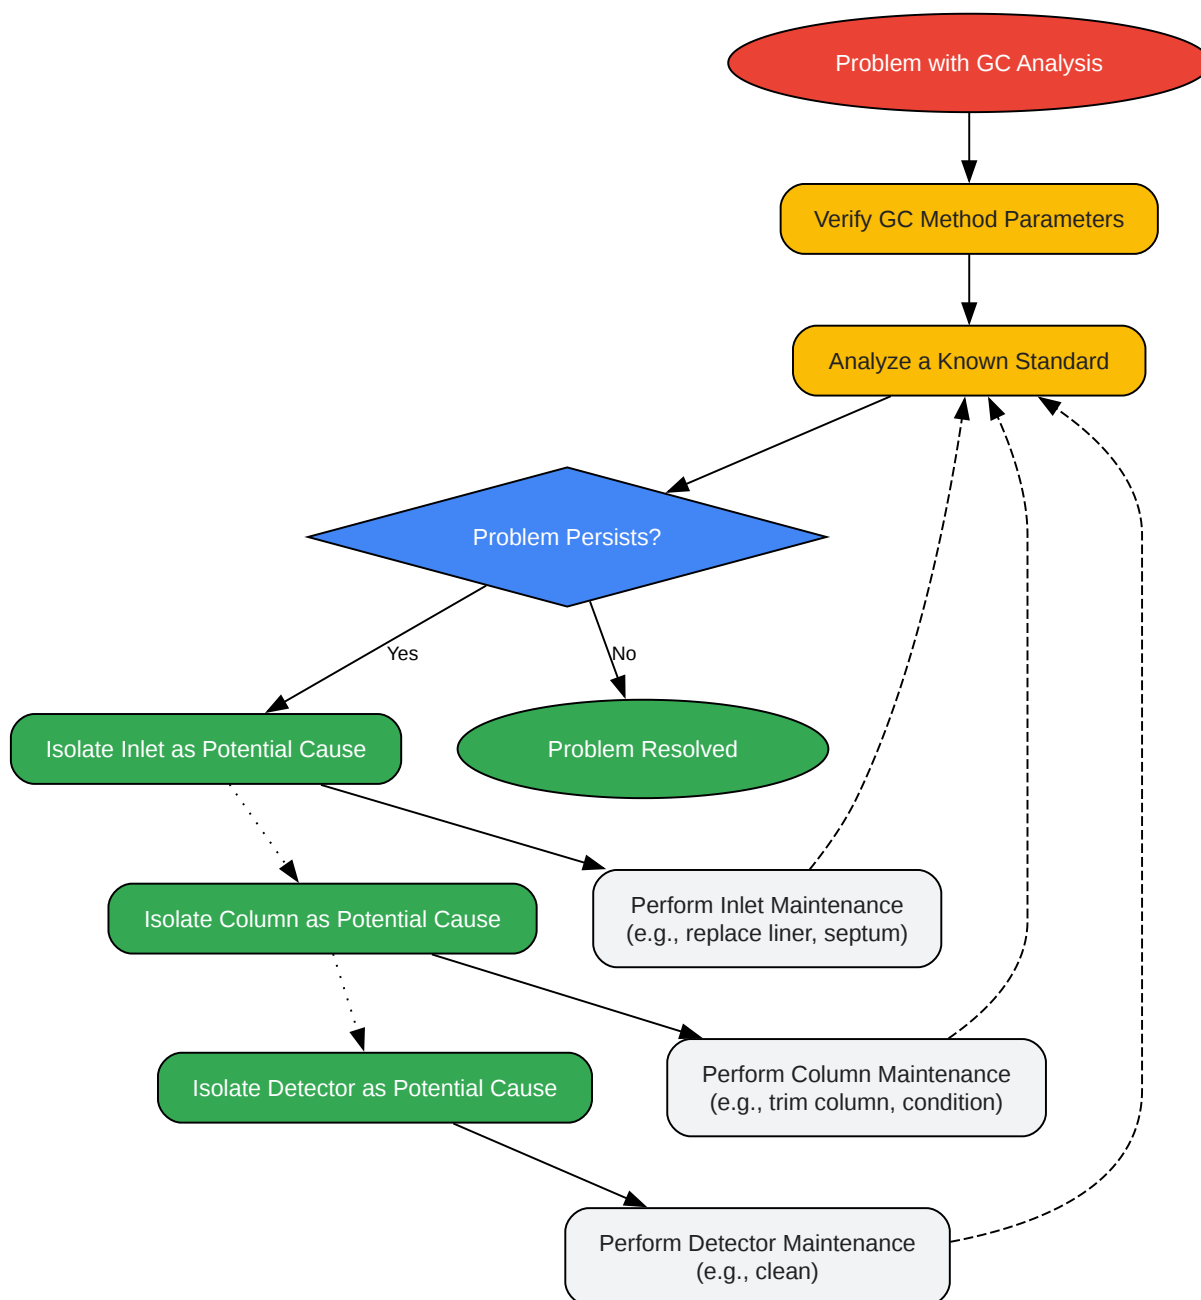 Problem with GC Analysis
Verify GC Method Parameters
Analyze a Known Standard
Problem Persists?
Yes
No
Isolate Inlet as Potential Cause
Problem Resolved
Isolate Column as Potential Cause
Perform Inlet Maintenance
(e.g., replace liner, septum)
Isolate Detector as Potential Cause
Perform Column Maintenance
(e.g., trim column, condition)
Perform Detector Maintenance
(e.g., clean)